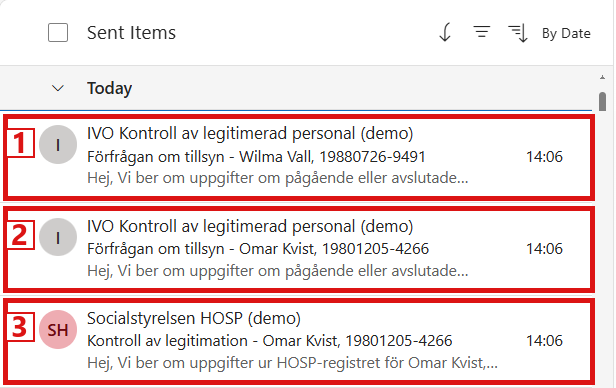 Sent Items
By Date
Today
1
IVO Kontroll av legitimerad personal (demo)
I
Förfrågan om tillsyn - Wilma Vall, 19880726-9491
14:06
Hej, Vi ber om uppgifter om pågående eller avslutade...
2
IVO Kontroll av legitimerad personal (demo)
I
Förfrågan om tillsyn - Omar Kvist, 19801205-4266
14:06
Hej, Vi ber om uppgifter om pågående eller avslutade...
3
Socialstyrelsen HOSP (demo)
SH
Kontroll av legitimation - Omar Kvist, 19801205-4266
14:06
Hej, Vi ber om uppgifter ur HOSP-registret för Omar Kvist,...